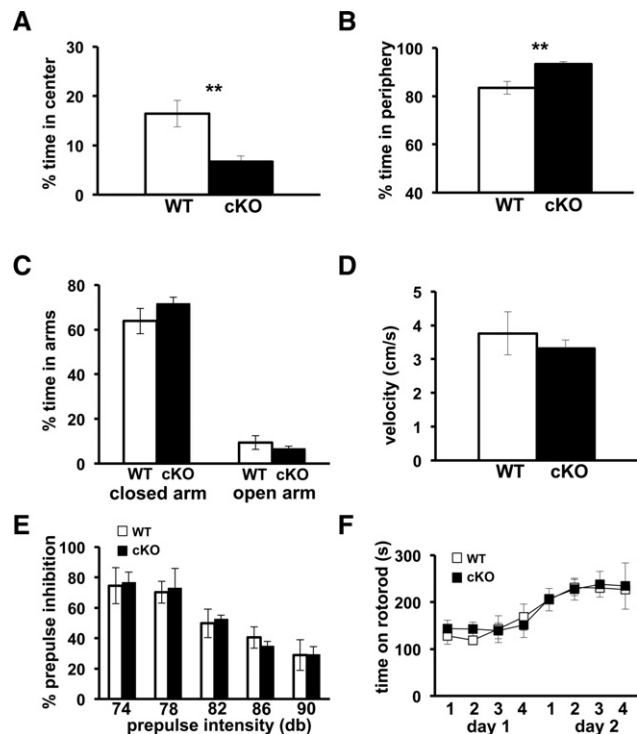 A
% time in center
30
20
10
0
**
WT cKO
B
% time in periphery
100
80
60
40
**
WT cKO
C
% time in arms
80
60
40
20
0
WT cKO WT cKO
closed arm open arm
D
velocity (cm/s)
5
4
3
2
1
0
WT cKO
E
WT
cKO
% prepulse inhibition
100
80
60
40
20
0
74 78 82 86 90
prepulse intensity (db)
F
WT
cKO
time on rotorod (s)
300
200
100
0
1 2 3 4 1 2 3 4
day 1 day 2